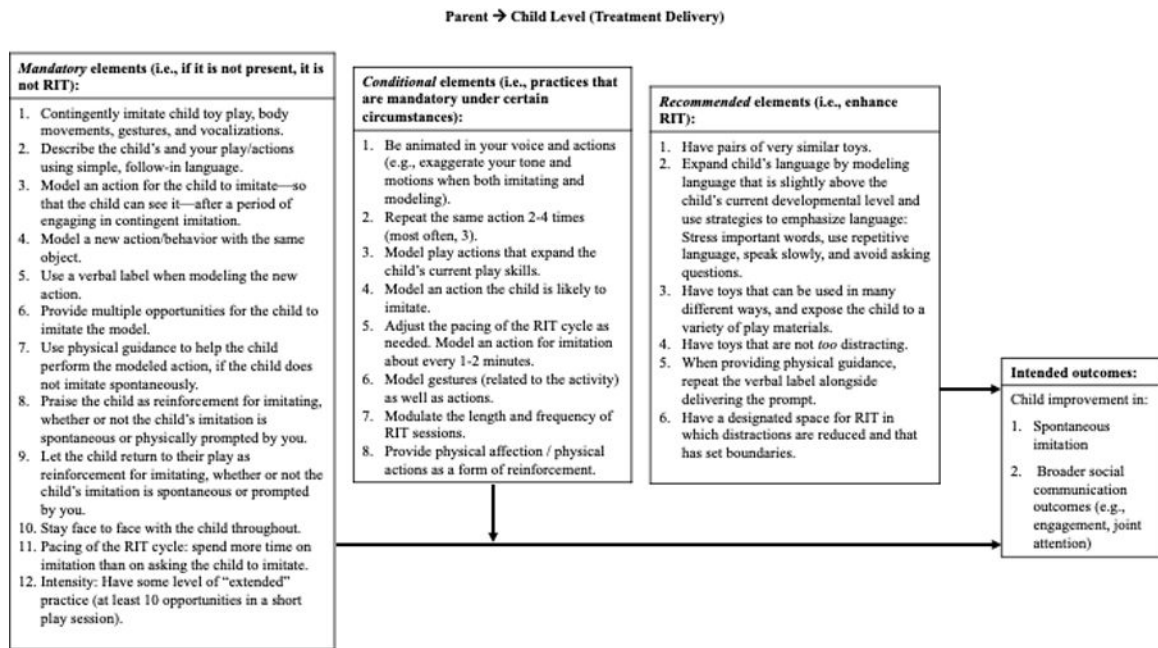 Parent → Child Level (Treatment Delivery)
Mandatory elements (i.e., if it is not present, it is
not RIT):
1. Contingently imitate child toy play, body
movements, gestures, and vocalizations.
2. Describe the child's and your play/actions
using simple, follow-in language.
3. Model an action for the child to imitate—so
that the child can see it—after a period of
engaging in contingent imitation.
4. Model a new action/behavior with the same
object.
5. Use a verbal label when modeling the new
action.
6. Provide multiple opportunities for the child to
imitate the model.
7. Use physical guidance to help the child
perform the modeled action, if the child does
not imitate spontaneously.
8. Praise the child as reinforcement for imitating,
whether or not the child's imitation is
spontaneous or physically prompted by you.
9. Let the child return to their play as
reinforcement for imitating, whether or not the
child's imitation is spontaneous or prompted
by you.
10. Stay face to face with the child throughout.
11. Pacing of the RIT cycle: spend more time on
imitation than on asking the child to imitate.
12. Intensity: Have some level of "extended"
practice (at least 10 opportunities in a short
play session).
Conditional elements (i.e., practices that
are mandatory under certain
circumstances):
1. Be animated in your voice and actions
(e.g., exaggerate your tone and
motions when both imitating and
modeling).
2. Repeat the same action 2-4 times
(most often, 3).
3. Model play actions that expand the
child's current play skills.
4. Model an action the child is likely to
imitate.
5. Adjust the pacing of the RIT cycle as
needed. Model an action for imitation
about every 1-2 minutes.
6. Model gestures (related to the activity)
as well as actions.
7. Modulate the length and frequency of
RIT sessions.
8. Provide physical affection / physical
actions as a form of reinforcement.
Recommended elements (i.e., enhance
RIT):
1. Have pairs of very similar toys.
2. Expand child's language by modeling
language that is slightly above the
child's current developmental level and
use strategies to emphasize language:
Stress important words, use repetitive
language, speak slowly, and avoid asking
questions.
3. Have toys that can be used in many
different ways, and expose the child to a
variety of play materials.
4. Have toys that are not too distracting.
5. When providing physical guidance,
repeat the verbal label alongside
delivering the prompt.
6. Have a designated space for RIT in
which distractions are reduced and that
has set boundaries.
Intended outcomes:
Child improvement in:
1. Spontaneous
imitation
2. Broader social
communication
outcomes (e.g.,
engagement, joint
attention)